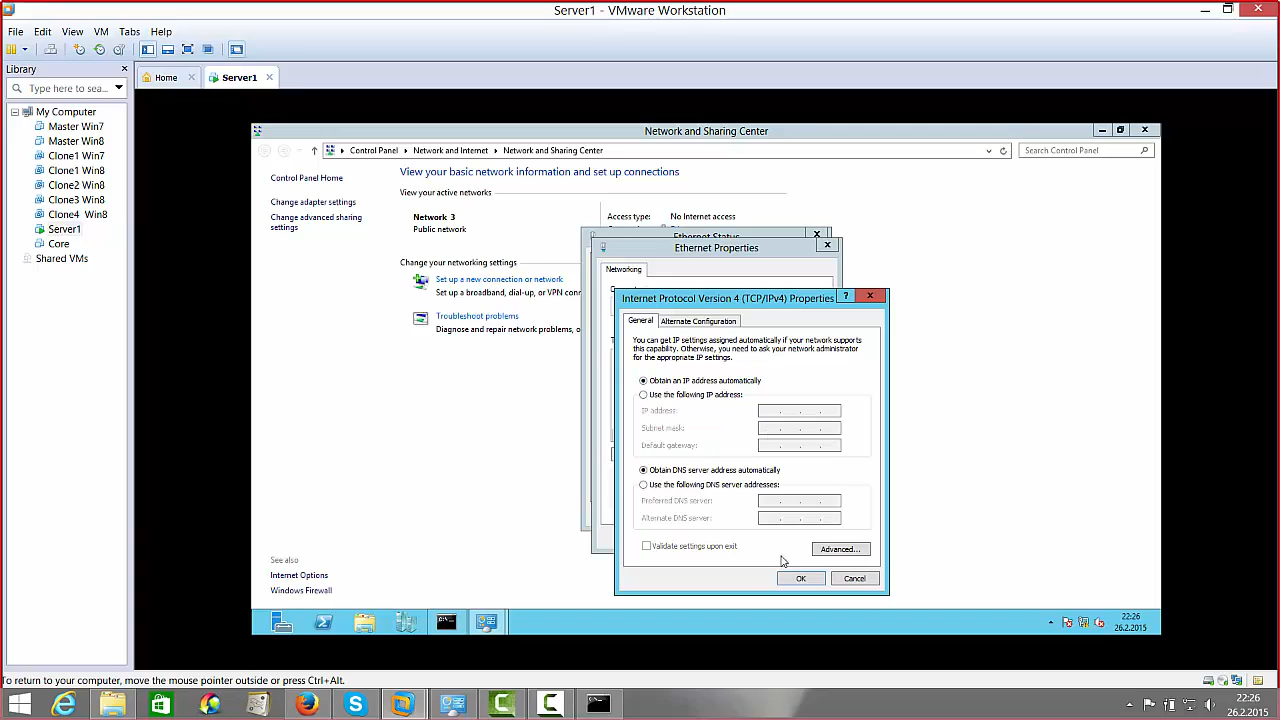 Server1 - VMware Workstation
File Edit View VM Tabs Help
Library
Type here to sea...
My Computer
Master Win7
Master Win8
Clone1 Win7
Clone1 Win8
Clone2 Win8
Clone3 Win8
Clone4 Win8
Server1
Core
Shared VMs
Home
Server1
Network and Sharing Center
Control Panel
Network and Internet
Network and Sharing Center
Search Control Panel
Control Panel Home
Change adapter settings
Change advanced sharing
settings
View your basic network information and set up connections
View your active networks
Network 3
Public network
Access type: No Internet access
Change your networking settings
Set up a new connection or network
Set up a broadband, dial-up, or VPN conn
Troubleshoot problems
Diagnose and repair network problems, o
See also
Internet Options
Windows Firewall
Ethernet Status
Ethernet Properties
Networking
Internet Protocol Version 4 (TCP/IPv4) Properties
General
Alternate Configuration
You can get IP settings assigned automatically if your network supports
this capability. Otherwise, you need to ask your network administrator
for the appropriate IP settings.
Obtain an IP address automatically
Use the following IP address:
IP address:
Subnet mask:
Default gateway:
Obtain DNS server address automatically
Use the following DNS server addresses:
Preferred DNS server:
Alternate DNS server:
Validate settings upon exit
Advanced...
OK
Cancel
22:26
26.2.2015
To return to your computer, move the mouse pointer outside or press Ctrl+Alt.
22:26
26.2.2015